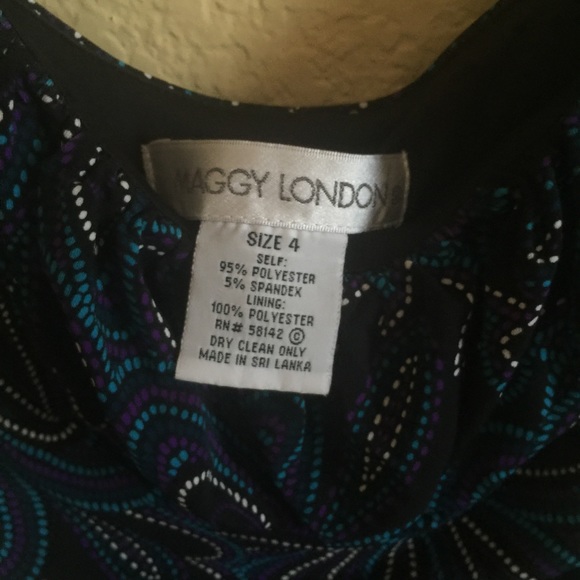 MAGGY LONDON
SIZE 4
SELF:
95% POLYESTER
5% SPANDEX
LINING:
100% POLYESTER
RN# 58142 ©
DRY CLEAN ONLY
MADE IN SRI LANKA